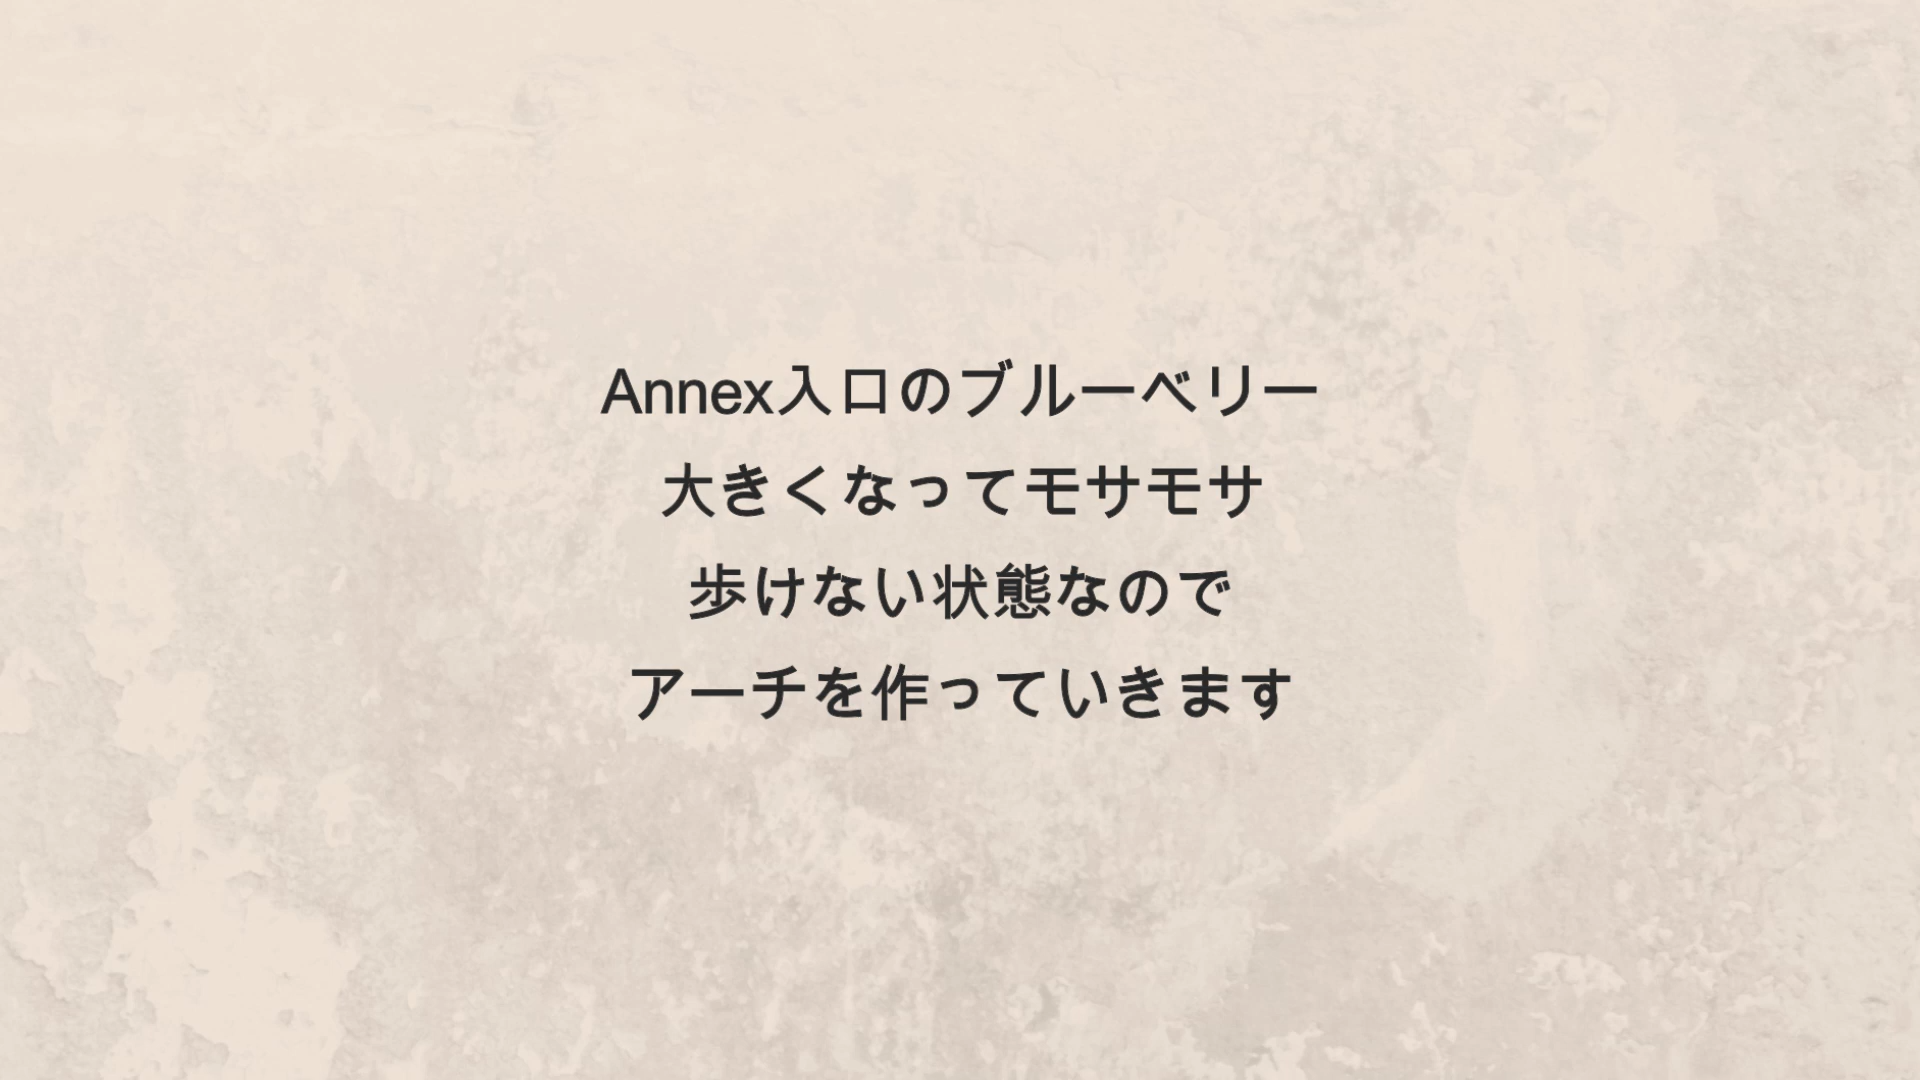 Annex入口のブルーベリー
大きくなってモサモサ
歩けない状態なので
アーチを作っていきます